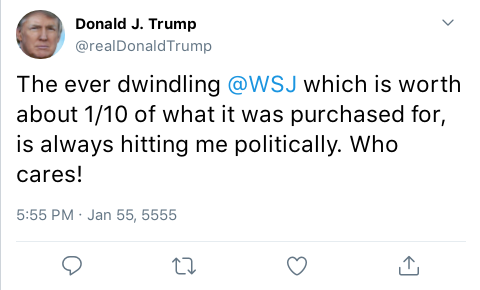 Donald J. Trump
@realDonaldTrump
The ever dwindling @WSJ which is worth
about 1/10 of what it was purchased for,
is always hitting me politically. Who
cares!
5:55 PM · Jan 55, 5555